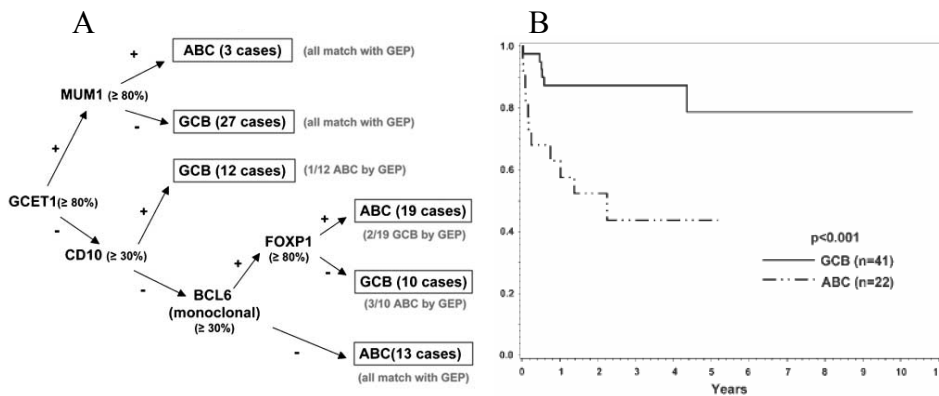 A
B
ABC (3 cases)
(all match with GEP)
+
MUM1 (≥ 80%)
-
GCB (27 cases)
(all match with GEP)
+
GCB (12 cases)
(1/12 ABC by GEP)
GCET1 (≥ 80%)
+
-
CD10 (≥ 30%)
-
ABC (19 cases)
(2/19 GCB by GEP)
+
FOXP1
(≥ 80%)
-
+
GCB (10 cases)
(3/10 ABC by GEP)
BCL6
(monoclonal)
(≥ 30%)
-
ABC(13 cases)
(all match with GEP)
1.0
0.8
0.6
0.4
0.2
0.0
p<0.001
GCB (n=41)
ABC (n=22)
0 1 2 3 4 5 6 7 8 9 10 11
Years